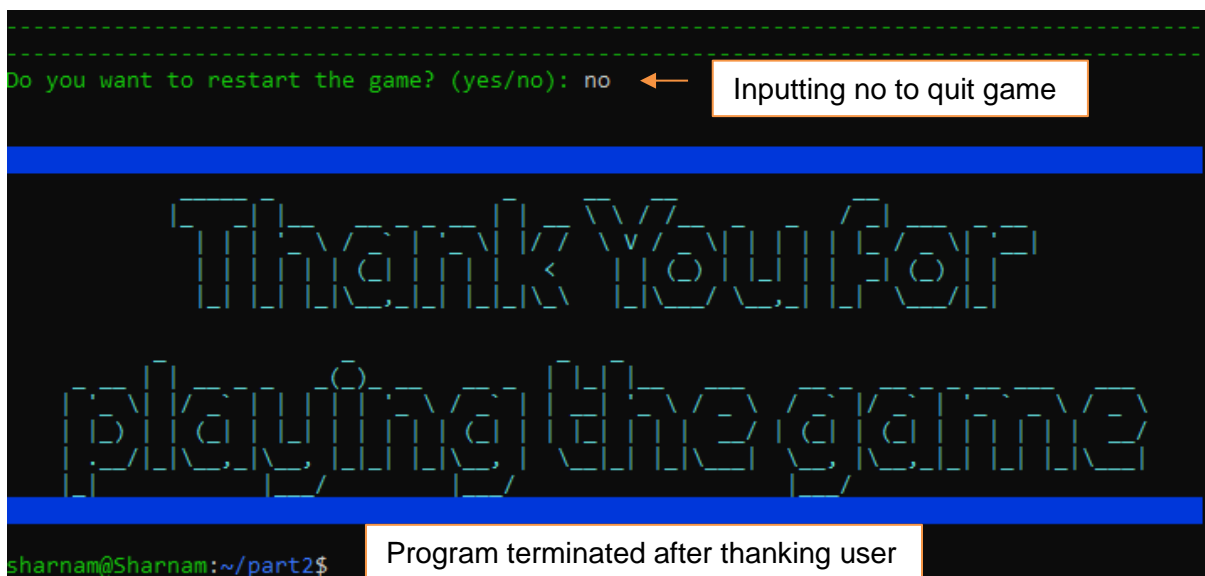 Do you want to restart the game? (yes/no): no
Inputting no to quit game
Thank You for
playing the game
sharnam@Sharnam:~/part2$
Program terminated after thanking user